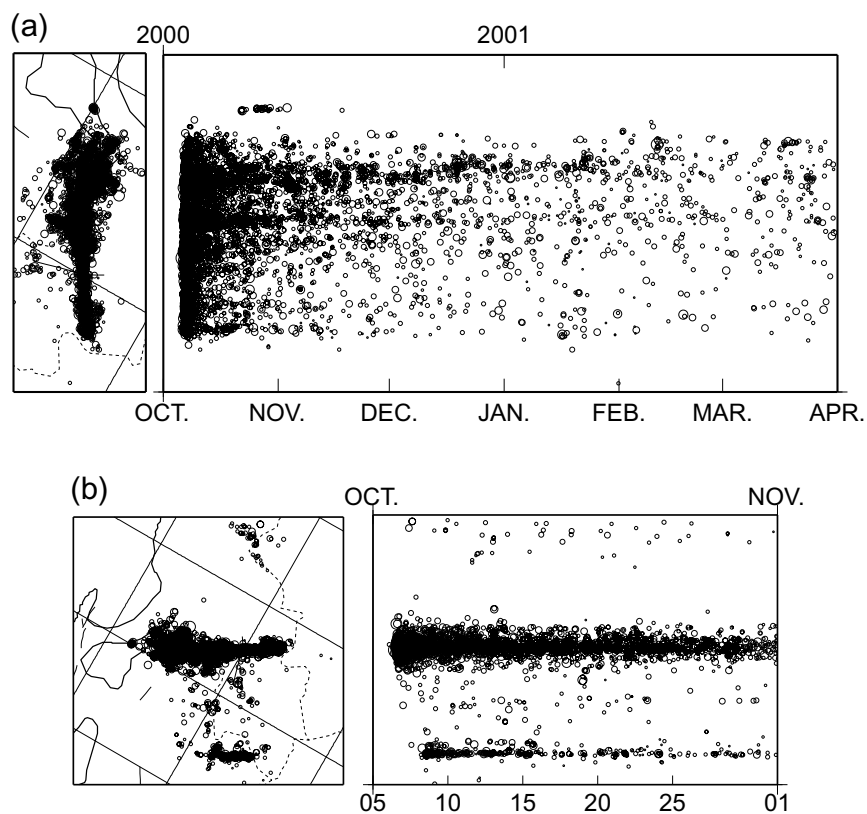 (a)
2000 2001
OCT. NOV. DEC. JAN. FEB. MAR. APR.
(b)
OCT. NOV.
05 10 15 20 25 01